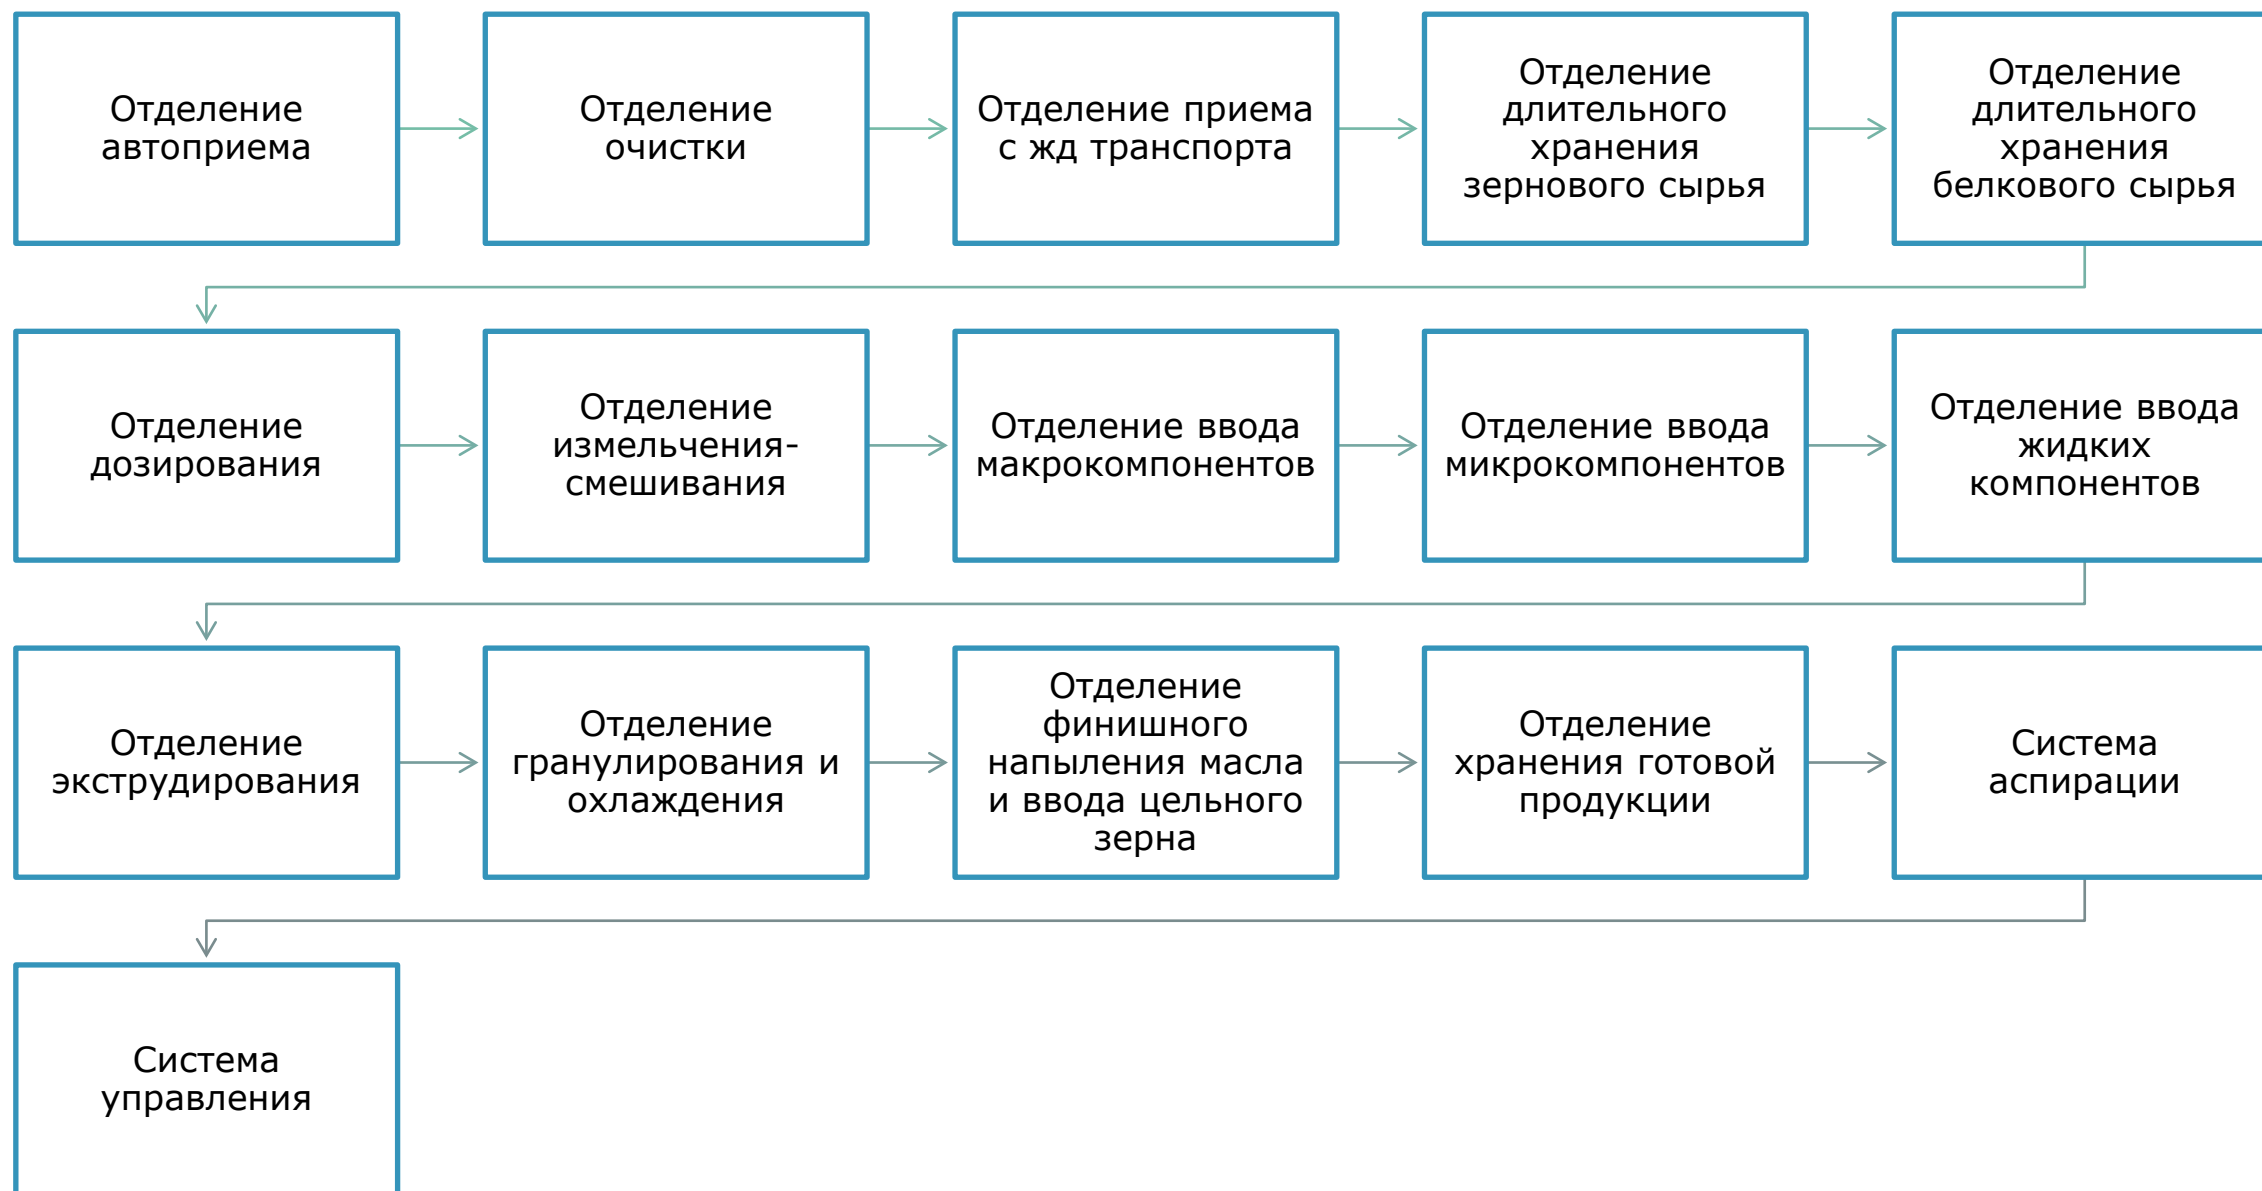 Отделение
автоприема
Отделение
очистки
Отделение приема
с жд транспорта
Отделение
длительного
хранения
зернового сырья
Отделение
длительного
хранения
белкового сырья
Отделение
дозирования
Отделение
измельчения-
смешивания
Отделение ввода
макрокомпонентов
Отделение ввода
микрокомпонентов
Отделение ввода
жидких
компонентов
Отделение
экструдирования
Отделение
гранулирования и
охлаждения
Отделение
финишного
напыления масла
и ввода цельного
зерна
Отделение
хранения готовой
продукции
Система
аспирации
Система
управления